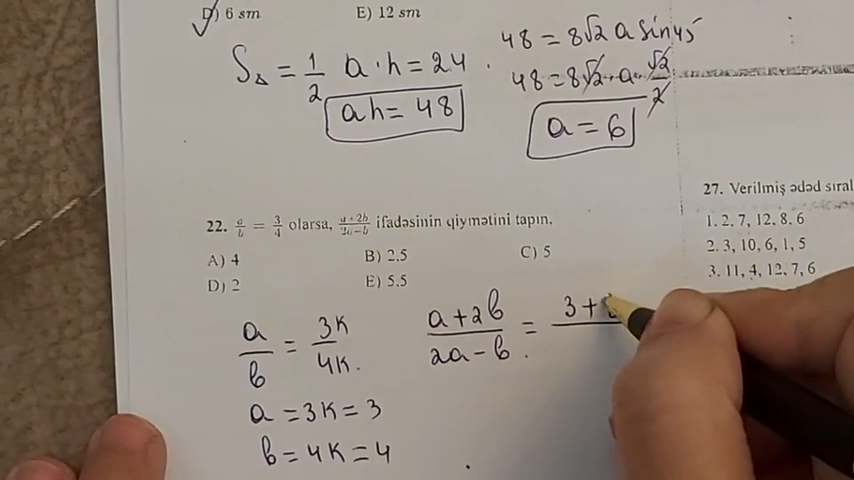 D) 6 sm E) 12 sm
S△ = 1/2 a · h = 24 .
ah = 48
48 = 8√2 a sin45
48 = 8√2 · a · √2/2
a = 6
22. a/b = 3/4 olarsa, a+2b/2a−b ifadəsinin qiymətini tapın.
A) 4 B) 2.5 C) 5
D) 2 E) 5.5
a/b = 3k/4k .
a = 3k = 3
b = 4k = 4
a+2b/2a−b = 3+
27. Verilmiş ədəd sıral
1. 2, 7, 12, 8, 6
2. 3, 10, 6, 1, 5
3. 11, 4, 12, 7, 6